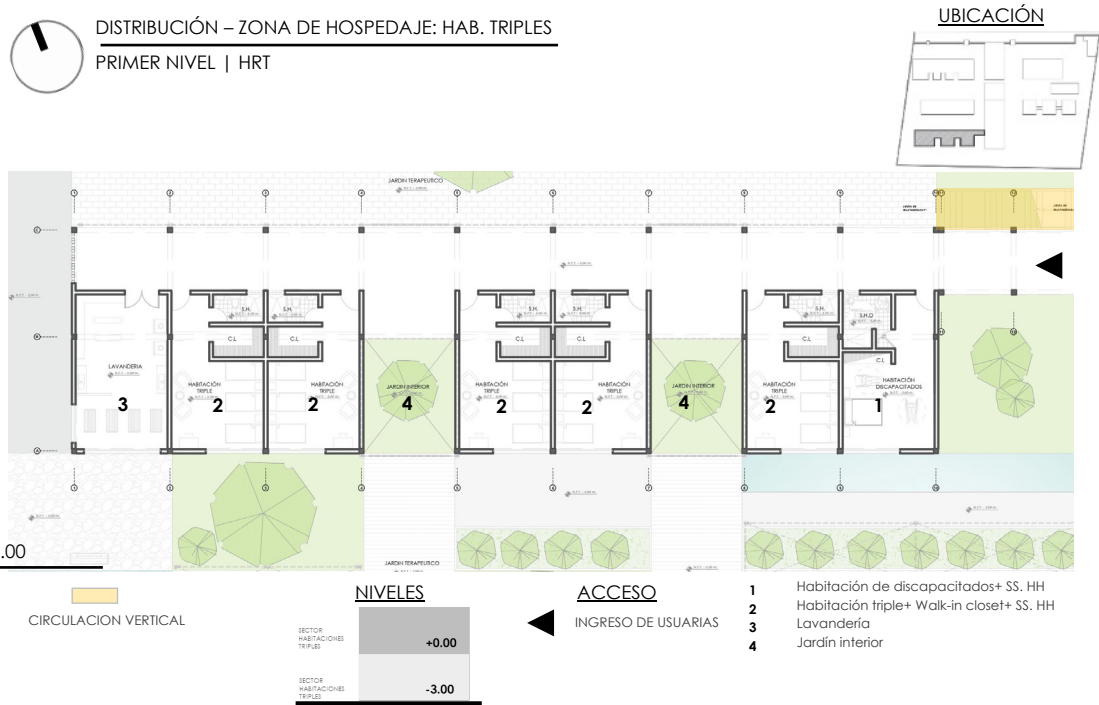 DISTRIBUCIÓN – ZONA DE HOSPEDAJE: HAB. TRIPLES
PRIMER NIVEL | HRT
UBICACIÓN
JARDIN TERAPEUTICO
S.H.
S.H.
S.H.
S.H.
S.H.
S.H.D
C.L
C.L
C.L
C.L
C.L
C.L
LAVANDERIA
3
HABITACIÓN
TRIPLE
2
HABITACIÓN
TRIPLE
2
JARDIN INTERIOR
4
HABITACIÓN
TRIPLE
2
HABITACIÓN
TRIPLE
2
JARDIN INTERIOR
4
HABITACIÓN
TRIPLE
2
HABITACIÓN
DISCAPACITADOS
1
JARDIN TERAPEUTICO
.00
CIRCULACION VERTICAL
NIVELES
SECTOR
HABITACIONES
TRIPLES
+0.00
SECTOR
HABITACIONES
TRIPLES
-3.00
ACCESO
INGRESO DE USUARIAS
1 Habitación de discapacitados+ SS. HH
2 Habitación triple+ Walk-in closet+ SS. HH
3 Lavandería
4 Jardín interior